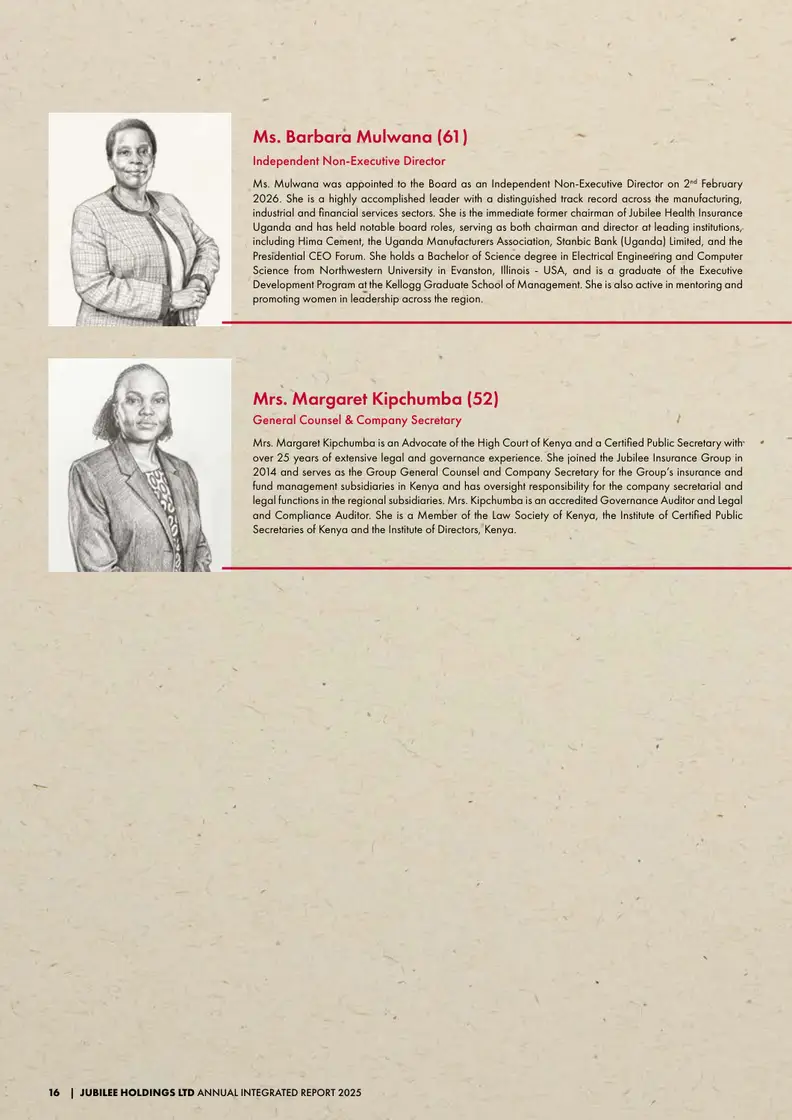 Ms. Barbara Mulwana (61)
Independent Non-Executive Director
Ms. Mulwana was appointed to the Board as an Independent Non-Executive Director on 2nd February
2026. She is a highly accomplished leader with a distinguished track record across the manufacturing,
industrial and financial services sectors. She is the immediate former chairman of Jubilee Health Insurance
Uganda and has held notable board roles, serving as both chairman and director at leading institutions,
including Hima Cement, the Uganda Manufacturers Association, Stanbic Bank (Uganda) Limited, and the
Presidential CEO Forum. She holds a Bachelor of Science degree in Electrical Engineering and Computer
Science from Northwestern University in Evanston, Illinois - USA, and is a graduate of the Executive
Development Program at the Kellogg Graduate School of Management. She is also active in mentoring and
promoting women in leadership across the region.
Mrs. Margaret Kipchumba (52)
General Counsel & Company Secretary
Mrs. Margaret Kipchumba is an Advocate of the High Court of Kenya and a Certified Public Secretary with
over 25 years of extensive legal and governance experience. She joined the Jubilee Insurance Group in
2014 and serves as the Group General Counsel and Company Secretary for the Group's insurance and
fund management subsidiaries in Kenya and has oversight responsibility for the company secretarial and
legal functions in the regional subsidiaries. Mrs. Kipchumba is an accredited Governance Auditor and Legal
and Compliance Auditor. She is a Member of the Law Society of Kenya, the Institute of Certified Public
Secretaries of Kenya and the Institute of Directors, Kenya.
16 | JUBILEE HOLDINGS LTD ANNUAL INTEGRATED REPORT 2025